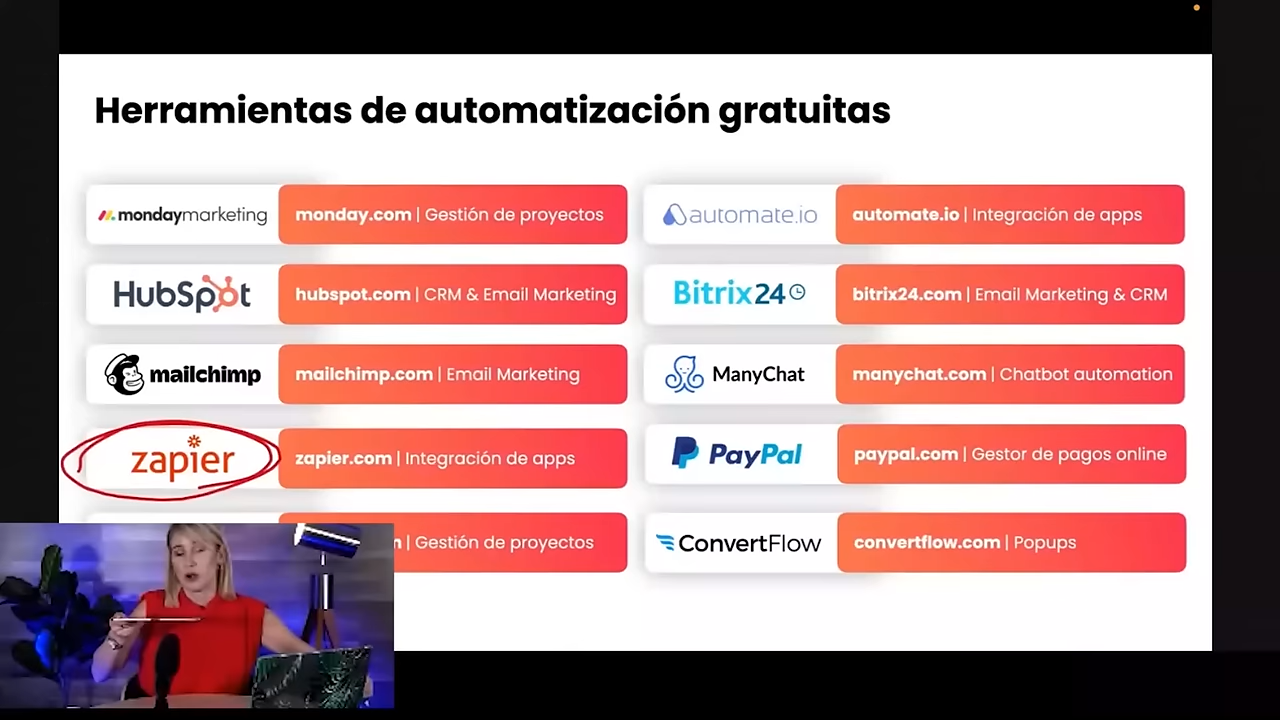 Herramientas de automatización gratuitas
mondaymarketing
monday.com | Gestión de proyectos
automate.io
automate.io | Integración de apps
HubSpot
hubspot.com | CRM & Email Marketing
Bitrix24
bitrix24.com | Email Marketing & CRM
mailchimp
mailchimp.com | Email Marketing
ManyChat
manychat.com | Chatbot automation
zapier
zapier.com | Integración de apps
PayPal
paypal.com | Gestor de pagos online
| Gestión de proyectos
ConvertFlow
convertflow.com | Popups